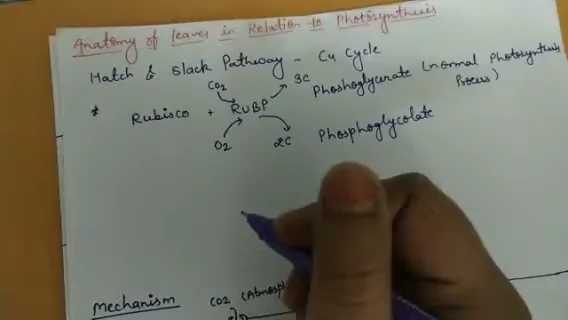 Anatomy of leaves in Relation to Photosynthesis
Hatch & Slack Pathway - C4 Cycle
CO2 3C
* Rubisco + RuBP Phoshoglycerate (normal Photosynthesis
Process)
O2 2C Phosphoglycolate
Mechanism CO2